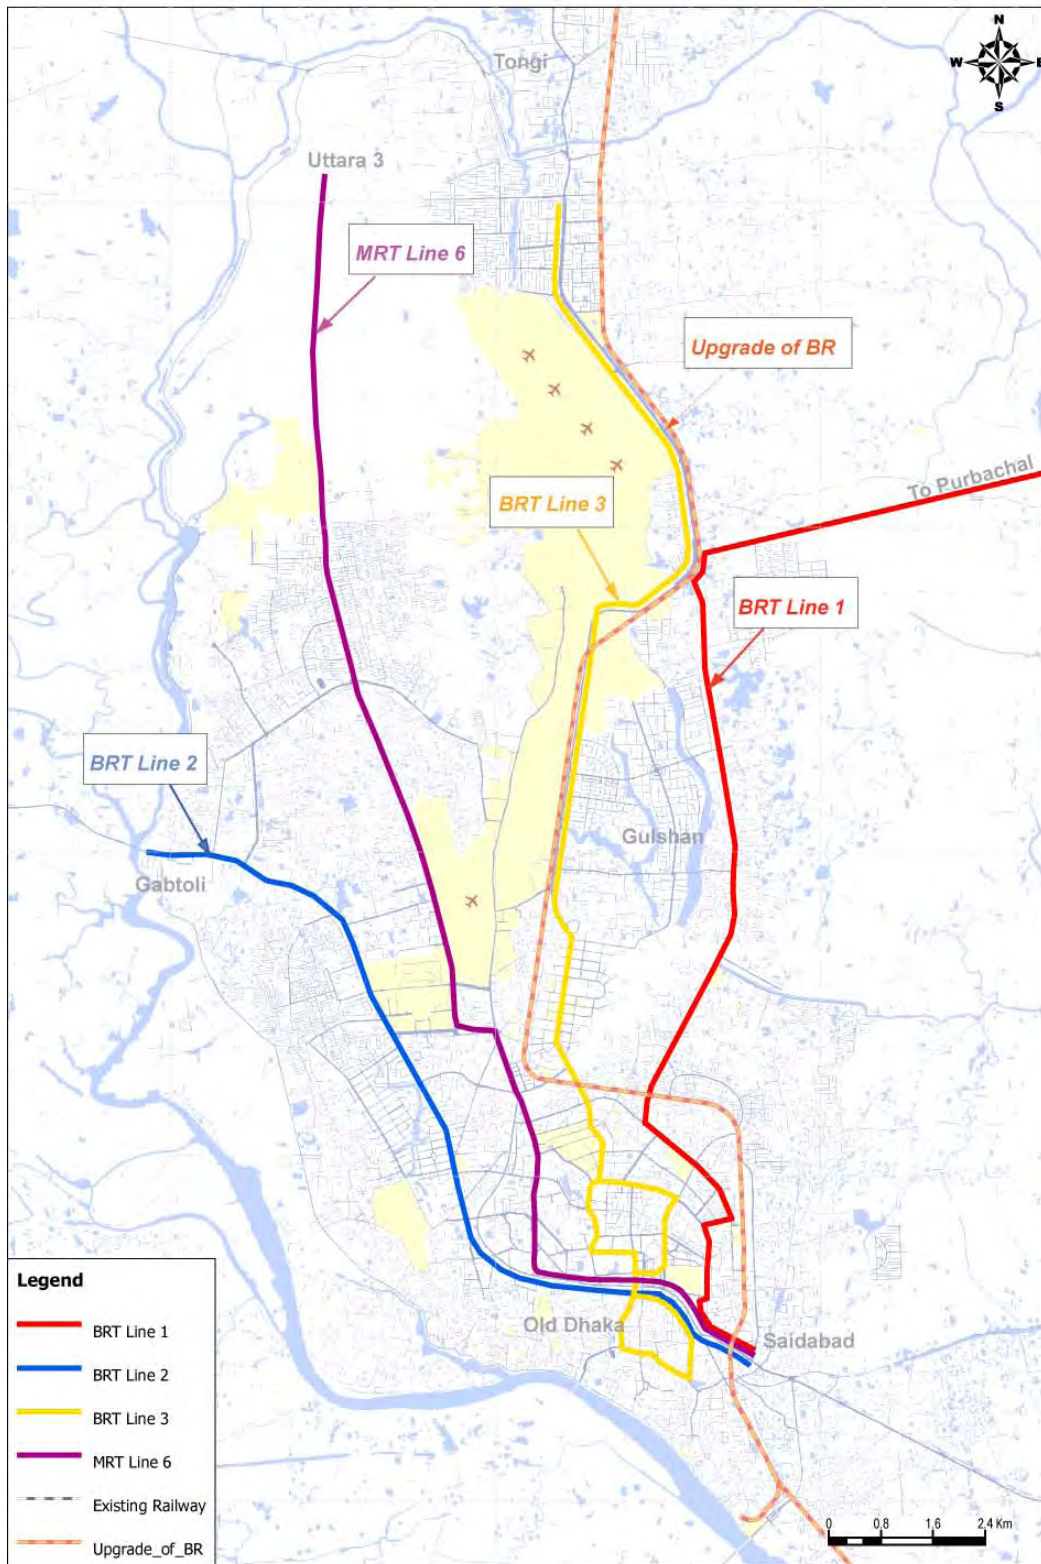 N
W E
S
Tongi
Uttara 3
MRT Line 6
Upgrade of BR
To Purbachal
BRT Line 3
BRT Line 1
BRT Line 2
Gulshan
Gabtoli
Old Dhaka
Saidabad
Legend
BRT Line 1
BRT Line 2
BRT Line 3
MRT Line 6
Existing Railway
Upgrade_of_BR
0 0.8 1.6 2.4 Km